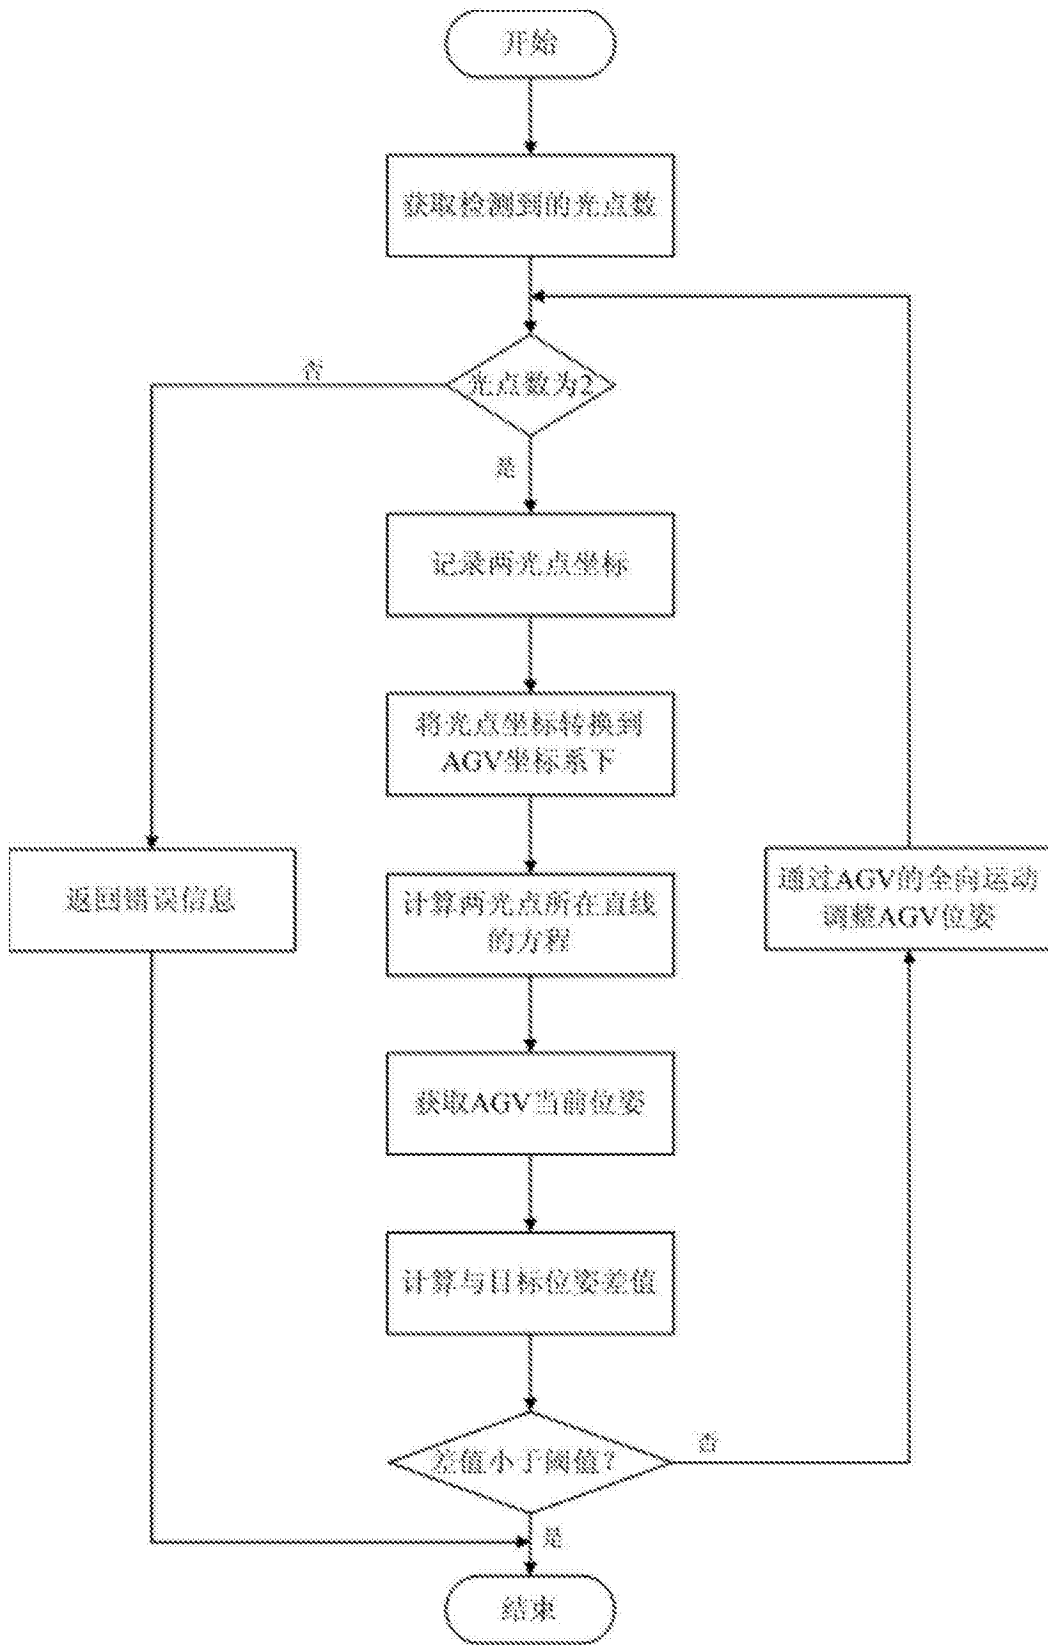 开始
获取检测到的光点数
否
光点数为2
是
记录两光点坐标
将光点坐标转换到
AGV坐标系下
返回错误信息
计算两光点所在直线
的方程
通过AGV的全向运动
调整AGV位姿
获取AGV当前位姿
计算与目标位姿差值
差值小于阈值？
否
是
结束